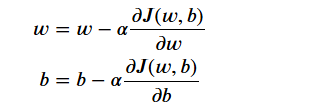 w = w − α ∂J(w, b) / ∂w
b = b − α ∂J(w, b) / ∂b